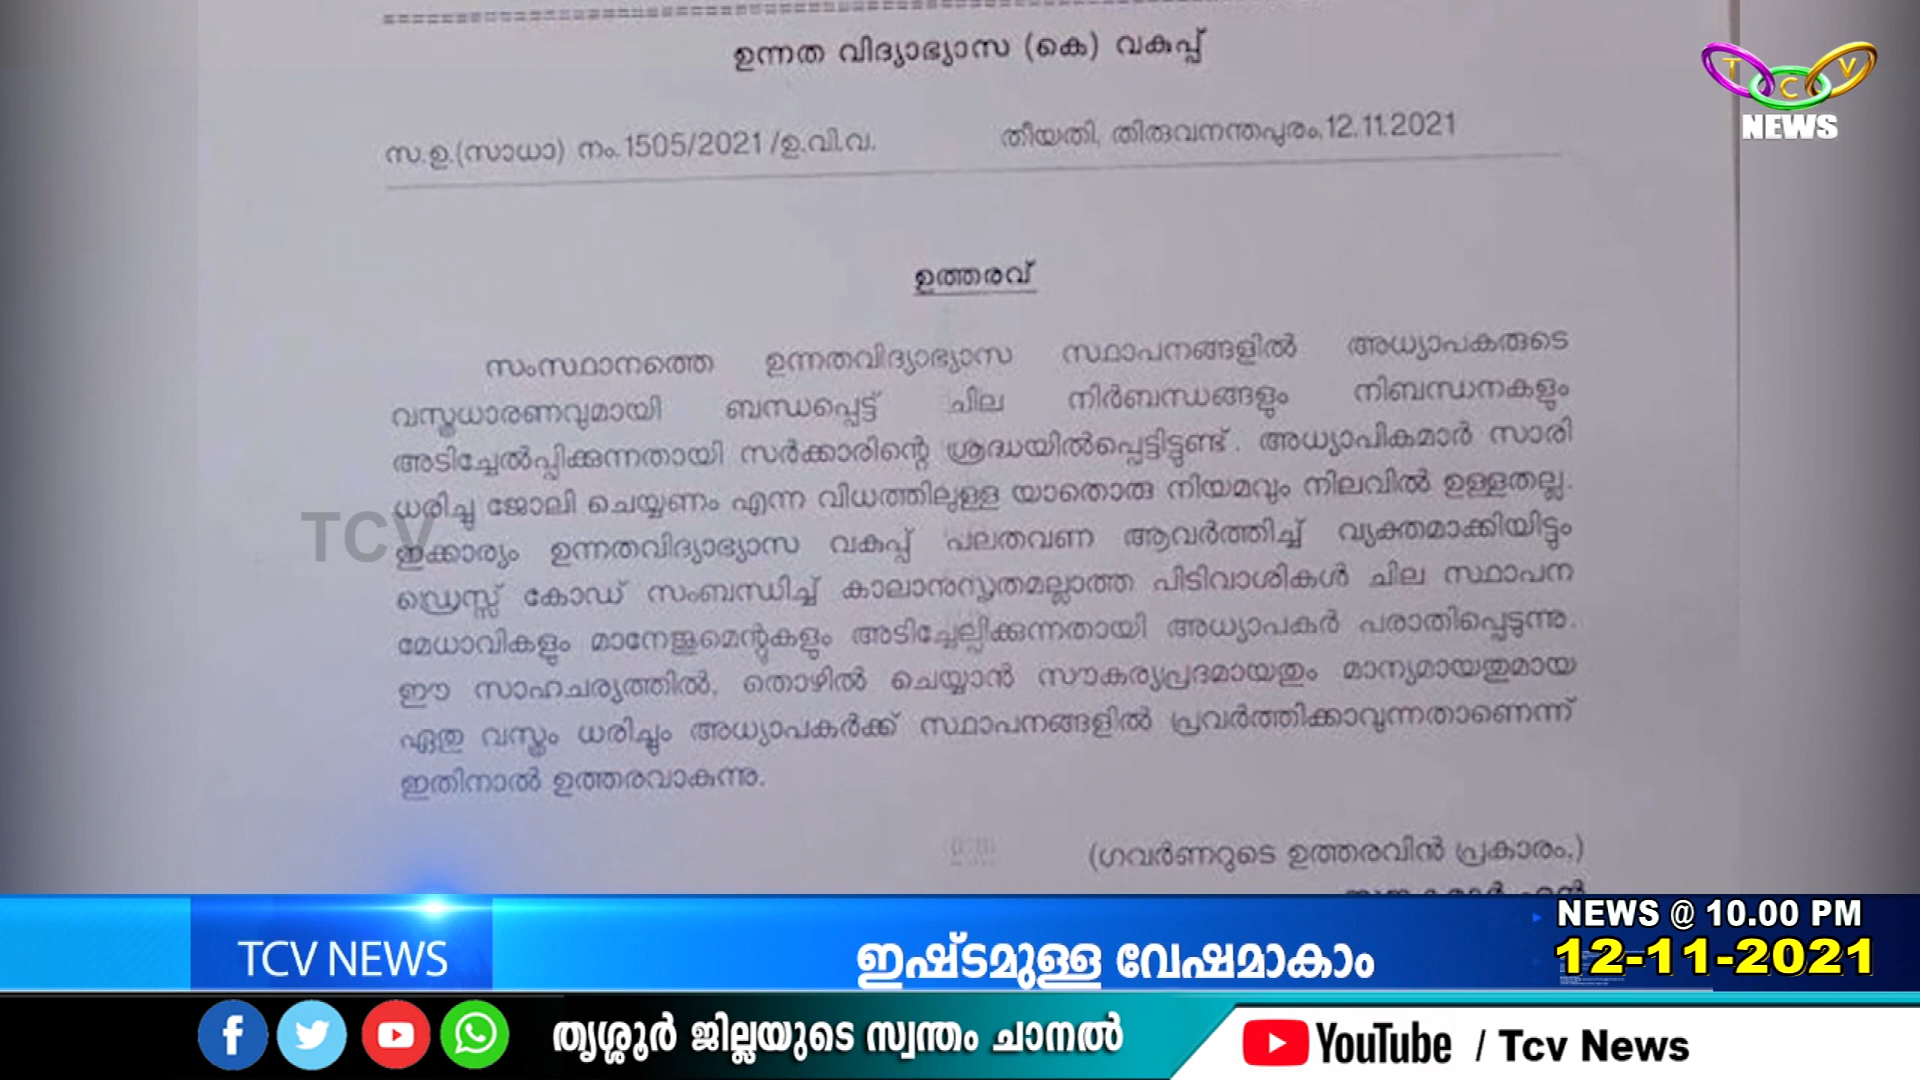 ഉന്നത വിദ്യാഭ്യാസ (കെ) വകുപ്പ്
സ.ഉ.(സാധാ) നം.1505/2021 /ഉ.വി.വ. തീയതി, തിരുവനന്തപുരം,12.11.2021
ഉത്തരവ്
സംസ്ഥാനത്തെ ഉന്നതവിദ്യാഭ്യാസ സ്ഥാപനങ്ങളിൽ അധ്യാപകരുടെ
വസ്ത്രധാരണവുമായി ബന്ധപ്പെട്ട് ചില നിർബന്ധങ്ങളും നിബന്ധനകളും
അടിച്ചേൽപ്പിക്കുന്നതായി സർക്കാരിന്റെ ശ്രദ്ധയിൽപ്പെട്ടിട്ടുണ്ട്. അധ്യാപികമാർ സാരി
ധരിച്ചു ജോലി ചെയ്യണം എന്ന വിധത്തിലുള്ള യാതൊരു നിയമവും നിലവിൽ ഉള്ളതല്ല.
ഇക്കാര്യം ഉന്നതവിദ്യാഭ്യാസ വകുപ്പ് പലതവണ ആവർത്തിച്ച് വ്യക്തമാക്കിയിട്ടും
ഡ്രെസ്സ് കോഡ് സംബന്ധിച്ച് കാലാനുസൃതമല്ലാത്ത പിടിവാശികൾ ചില സ്ഥാപന
മേധാവികളും മാനേജുമെന്റുകളും അടിച്ചേല്പിക്കുന്നതായി അധ്യാപകർ പരാതിപ്പെടുന്നു.
ഈ സാഹചര്യത്തിൽ, തൊഴിൽ ചെയ്യാൻ സൗകര്യപ്രദമായതും മാന്യമായതുമായ
ഏതു വസ്ത്രം ധരിച്ചും അധ്യാപകർക്ക് സ്ഥാപനങ്ങളിൽ പ്രവർത്തിക്കാവുന്നതാണെന്ന്
ഇതിനാൽ ഉത്തരവാകുന്നു.
(ഗവർണറുടെ ഉത്തരവിൻ പ്രകാരം,)
TCV
T C V
NEWS
TCV NEWS
ഇഷ്ടമുള്ള വേഷമാകാം
NEWS @ 10.00 PM
12-11-2021
തൃശ്ശൂർ ജില്ലയുടെ സ്വന്തം ചാനൽ
YouTube / Tcv News